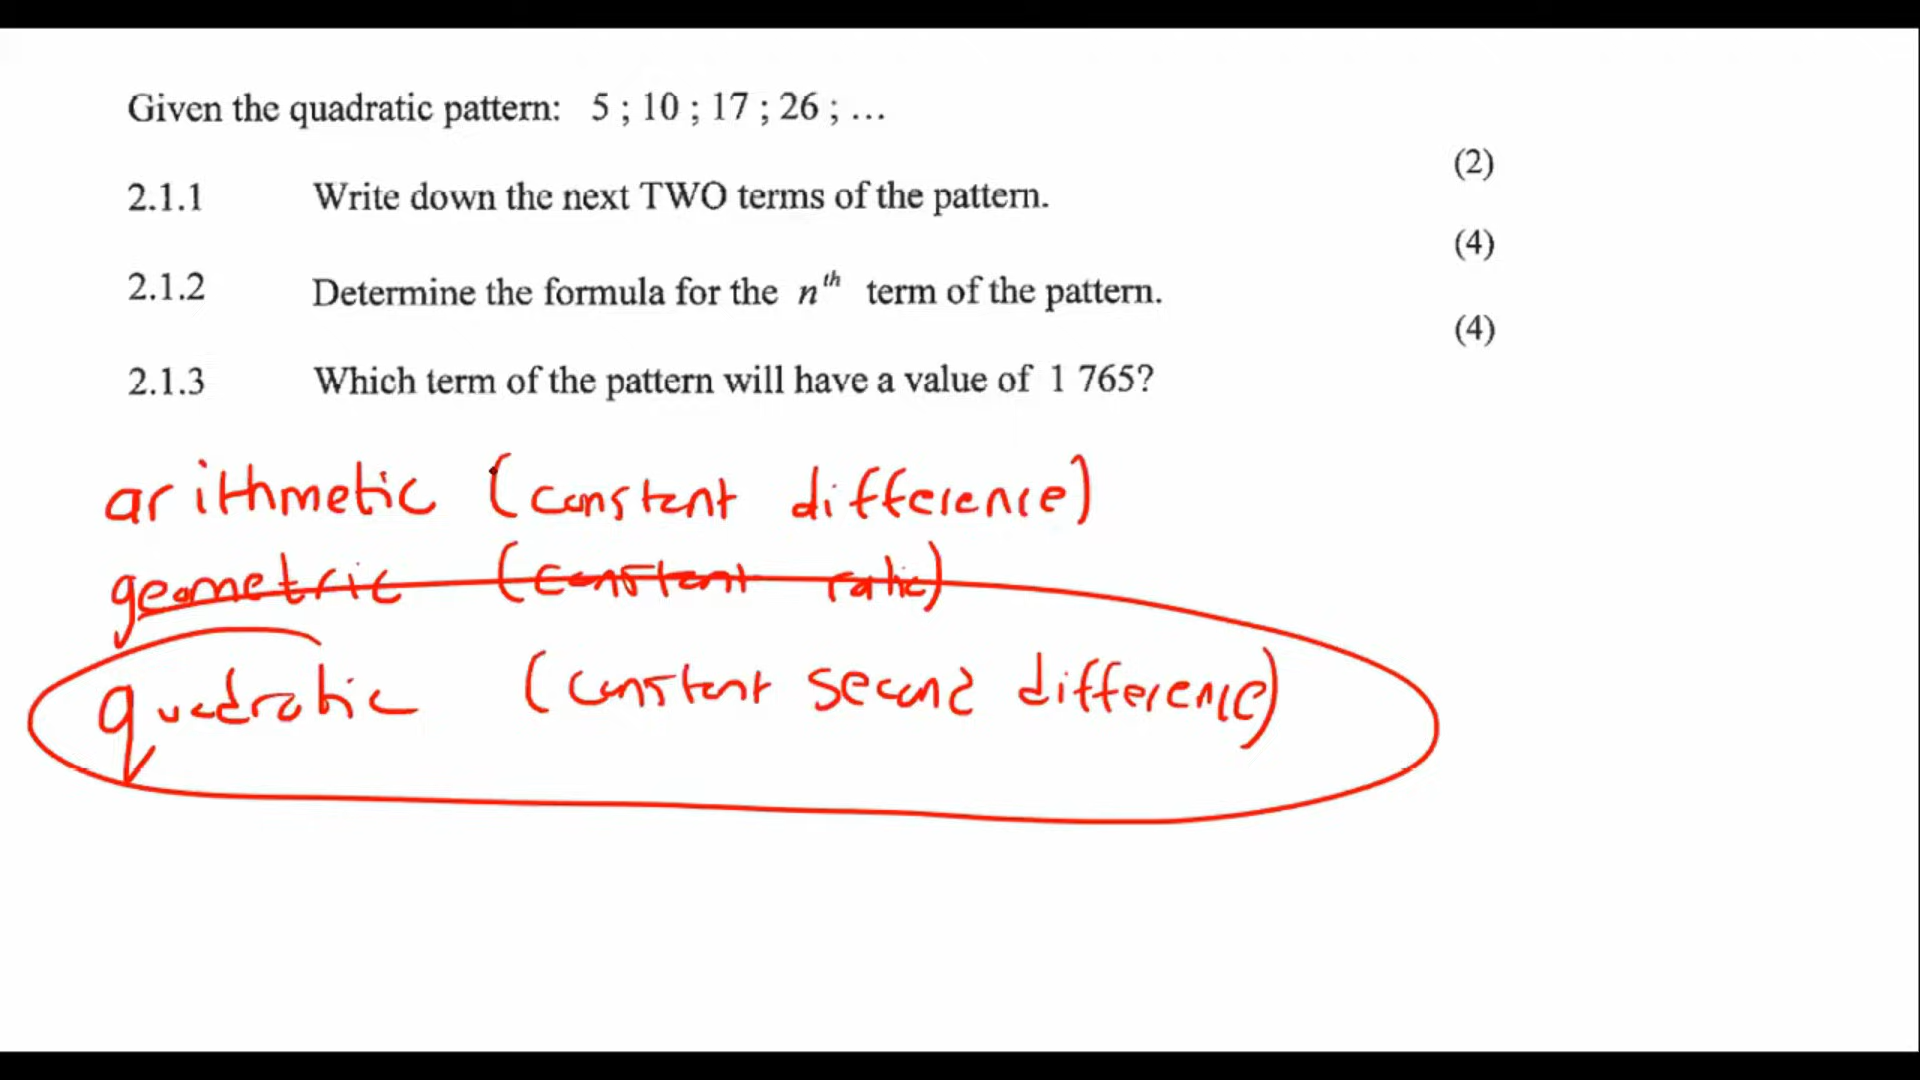 Given the quadratic pattern: 5 ; 10 ; 17 ; 26 ; …
(2)
2.1.1 Write down the next TWO terms of the pattern.
(4)
2.1.2 Determine the formula for the nᵗʰ term of the pattern.
(4)
2.1.3 Which term of the pattern will have a value of 1 765?
arithmetic (constant difference)
geometric (constant ratio)
quadratic (constant second difference)